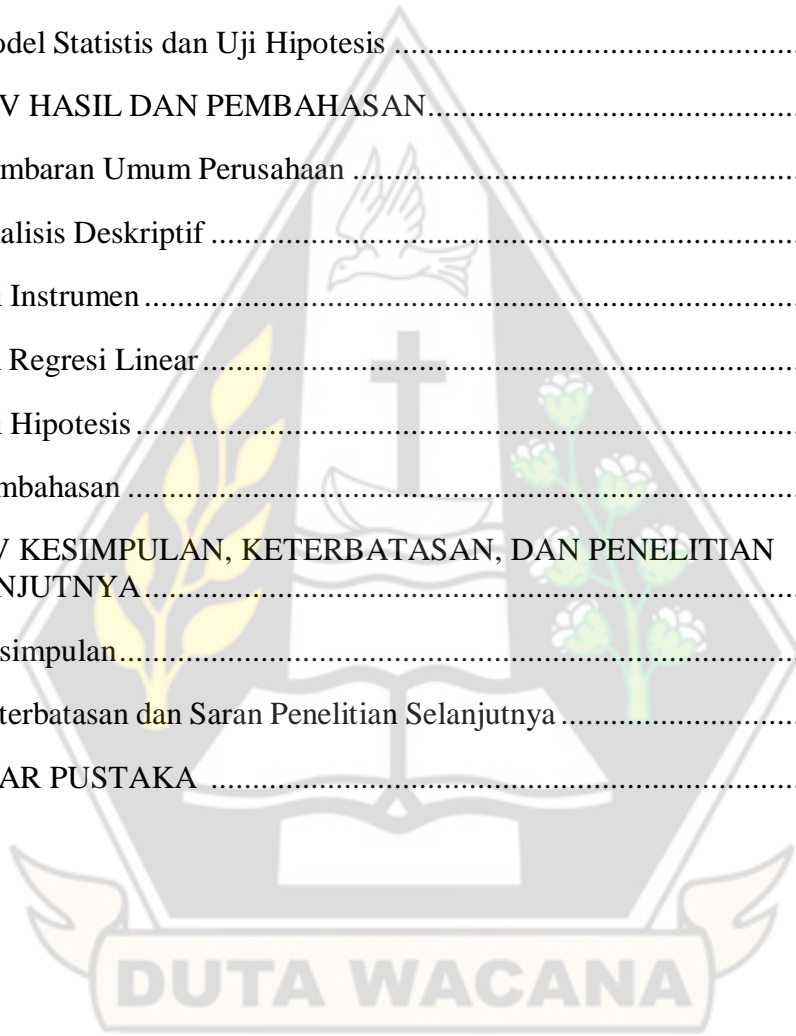 odel Statistis dan Uji Hipotesis ........................................................
V HASIL DAN PEMBAHASAN..................................................
mbaran Umum Perusahaan ............................................................
alisis Deskriptif ................................................................................
i Instrumen..........................................................................................
i Regresi Linear..................................................................................
i Hipotesis...........................................................................................
mbahasan ............................................................................................
V KESIMPULAN, KETERBATASAN, DAN PENELITIAN
NJUTNYA..........................................................................................
simpulan..............................................................................................
terbatasan dan Saran Penelitian Selanjutnya ................................
AR PUSTAKA ................................................................................
DUTA WACANA